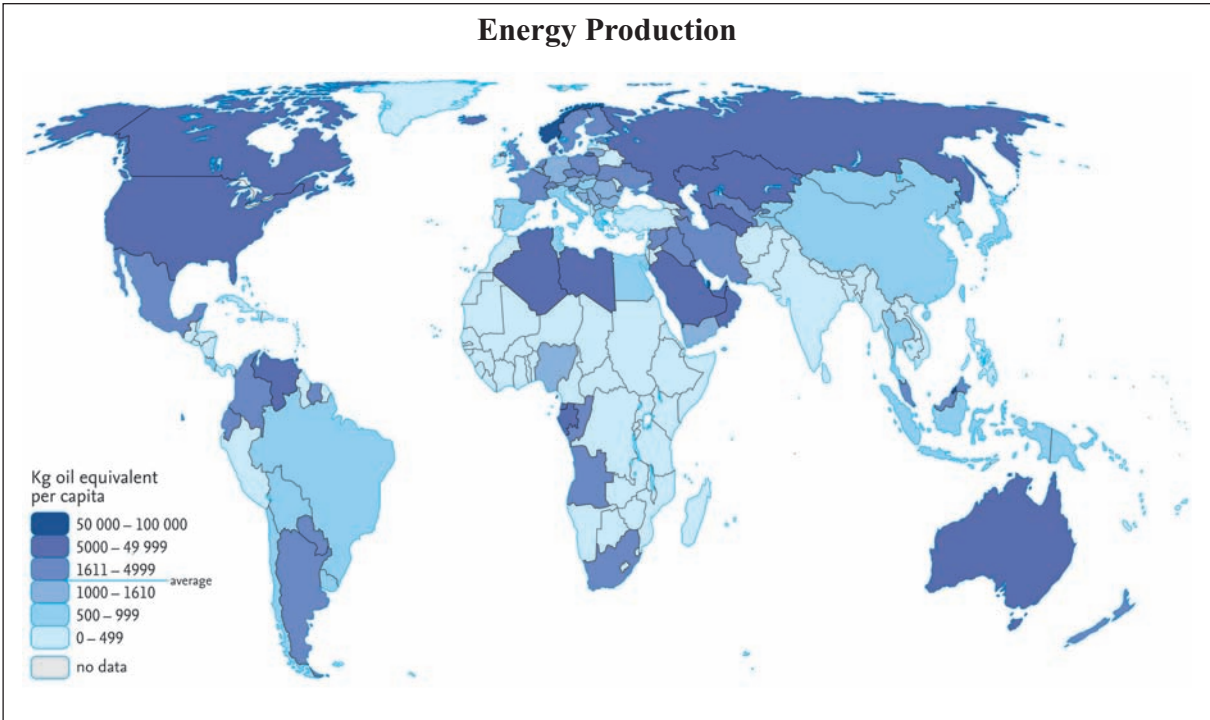 Energy Production
Kg oil equivalent
per capita
50 000 – 100 000
5000 – 49 999
1611 – 4999
average
1000 – 1610
500 – 999
0 – 499
no data